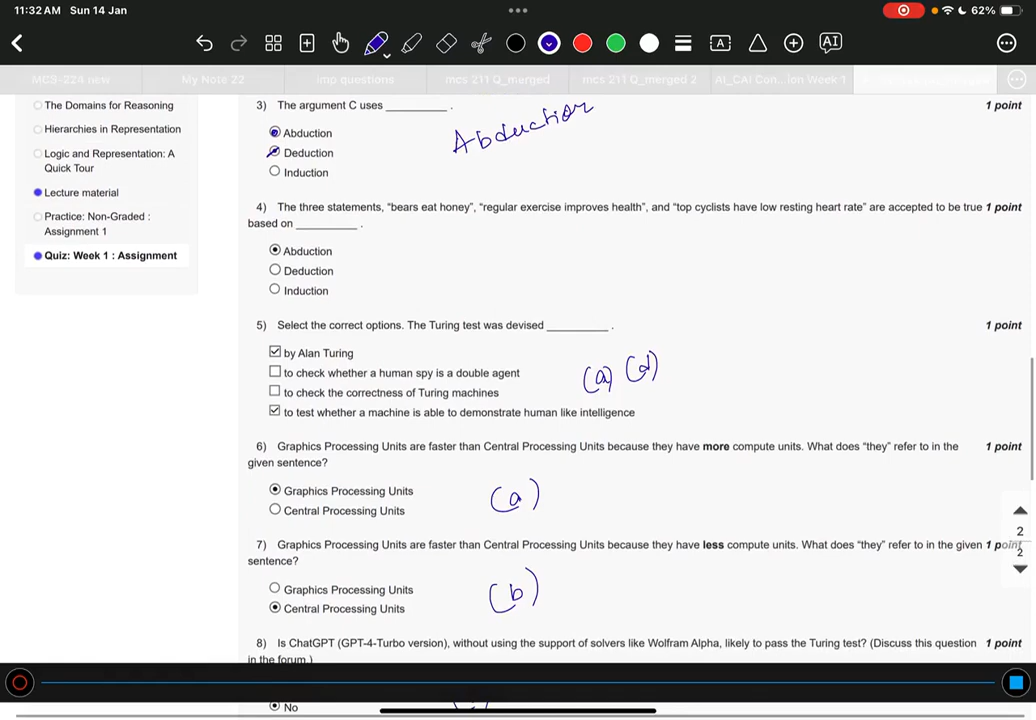 11:32 AM Sun 14 Jan
62%
A
AI
MCS-224 new
My Note 22
imp questions
mcs 211 Q_merged
mcs 211 Q_merged 2
AI_CAI Con...ion Week 1
The Domains for Reasoning
Hierarchies in Representation
Logic and Representation: A
Quick Tour
Lecture material
Practice: Non-Graded :
Assignment 1
Quiz: Week 1 : Assignment
3) The argument C uses ________ .
1 point
Abduction
Deduction
Induction
Abduction
4) The three statements, “bears eat honey”, “regular exercise improves health”, and “top cyclists have low resting heart rate” are accepted to be true 1 point
based on ________ .
Abduction
Deduction
Induction
5) Select the correct options. The Turing test was devised ________ .
1 point
by Alan Turing
to check whether a human spy is a double agent
to check the correctness of Turing machines
to test whether a machine is able to demonstrate human like intelligence
(a) (d)
6) Graphics Processing Units are faster than Central Processing Units because they have more compute units. What does “they” refer to in the 1 point
given sentence?
Graphics Processing Units
Central Processing Units
(a)
7) Graphics Processing Units are faster than Central Processing Units because they have less compute units. What does “they” refer to in the given 1 point
sentence?
Graphics Processing Units
Central Processing Units
(b)
2
2
8) Is ChatGPT (GPT-4-Turbo version), without using the support of solvers like Wolfram Alpha, likely to pass the Turing test? (Discuss this question 1 point
in the forum.)
No